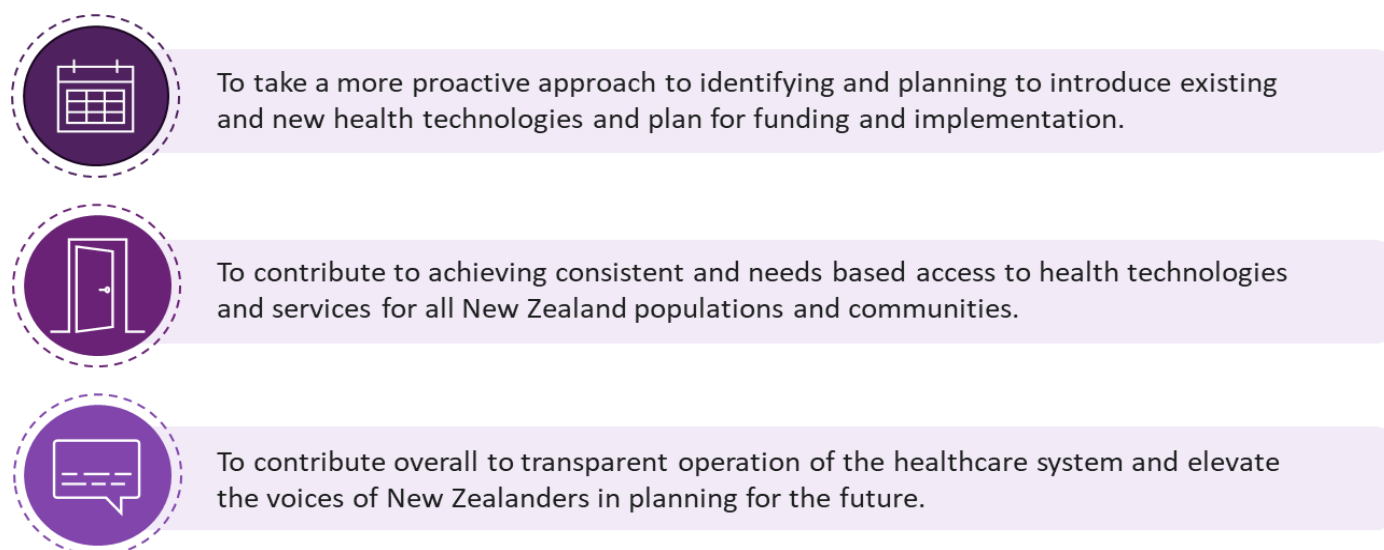 To take a more proactive approach to identifying and planning to introduce existing
and new health technologies and plan for funding and implementation.
To contribute to achieving consistent and needs based access to health technologies
and services for all New Zealand populations and communities.
To contribute overall to transparent operation of the healthcare system and elevate
the voices of New Zealanders in planning for the future.